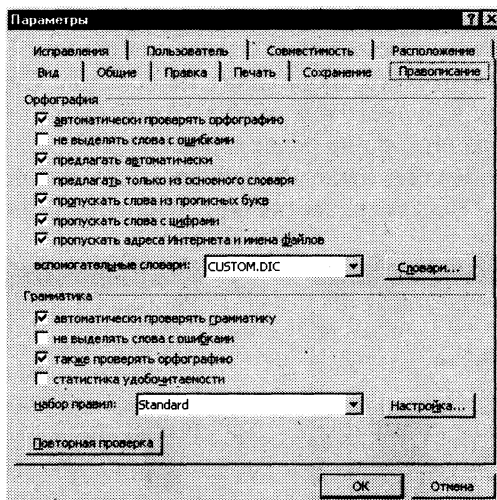 Параметры
Исправления Пользователь Совместимость Расположение
Вид Общие Правка Печать Сохранение Правописание
Орфография
автоматически проверять орфографию
не выделять слова с ошибками
предлагать автоматически
предлагать только из основного словаря
пропускать слова из прописных букв
пропускать слова с цифрами
пропускать адреса Интернета и имена файлов
вспомогательные словари: CUSTOM.DIC Словари...
Грамматика
автоматически проверять грамматику
не выделять слова с ошибками
также проверять орфографию
статистика удобочитаемости
набор правил: Standard Настройка...
Повторная проверка
OK Отмена